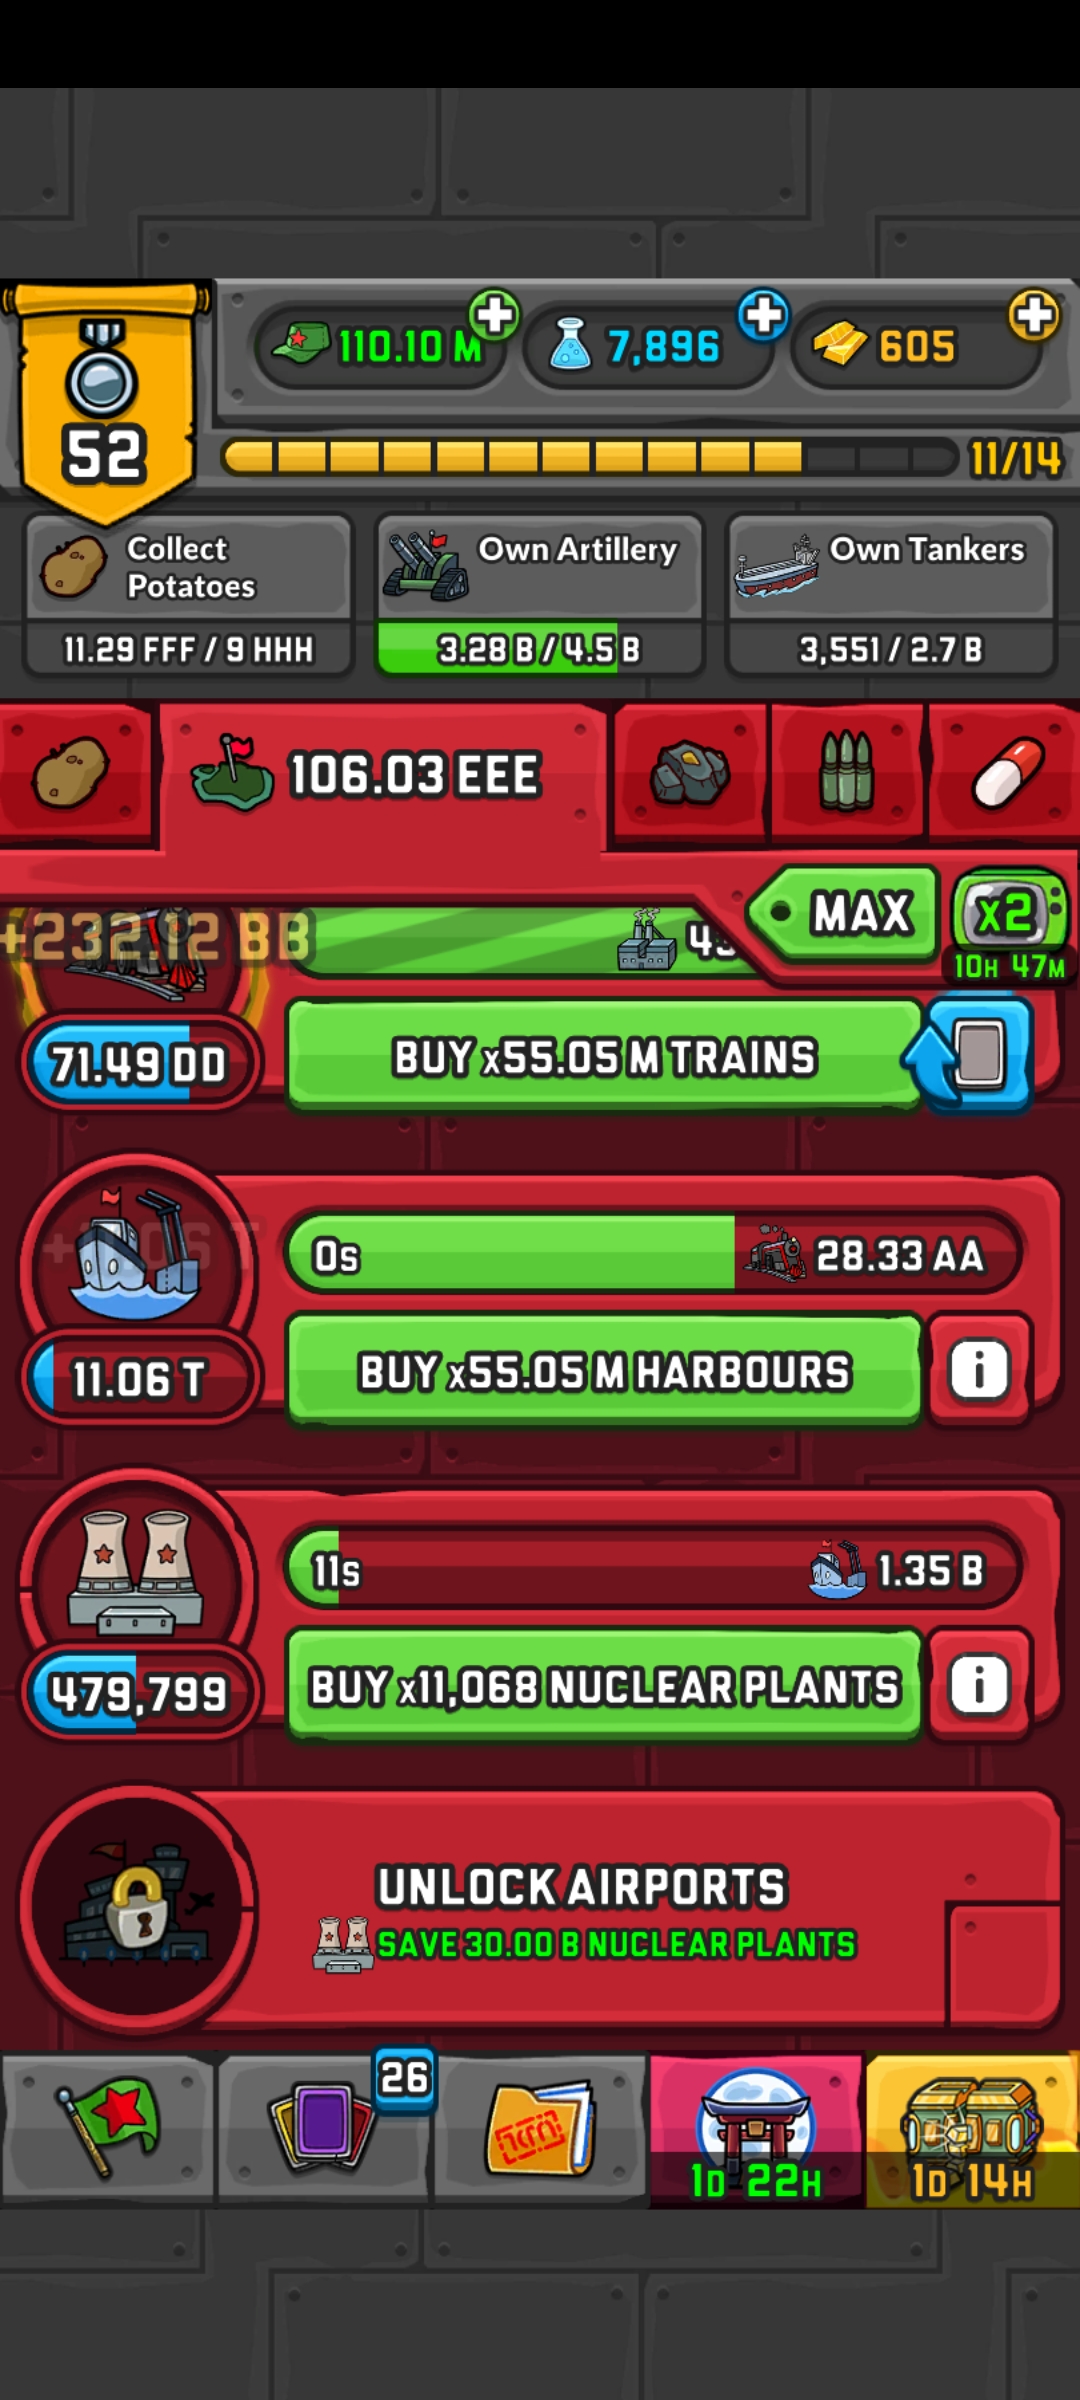 110.10 M
7,896
605
52
11/14
Collect
Potatoes
11.29 FFF / 9 HHH
Own Artillery
3.28 B / 4.5 B
Own Tankers
3,551 / 2.7 B
106.03 EEE
MAX
x2
10H 47M
+232.12 BB
71.49 DD
BUY x55.05 M TRAINS
0s
28.33 AA
11.06 T
BUY x55.05 M HARBOURS
i
11s
1.35 B
479,799
BUY x11,068 NUCLEAR PLANTS
i
UNLOCK AIRPORTS
SAVE 30.00 B NUCLEAR PLANTS
26
1D 22H
1D 14H